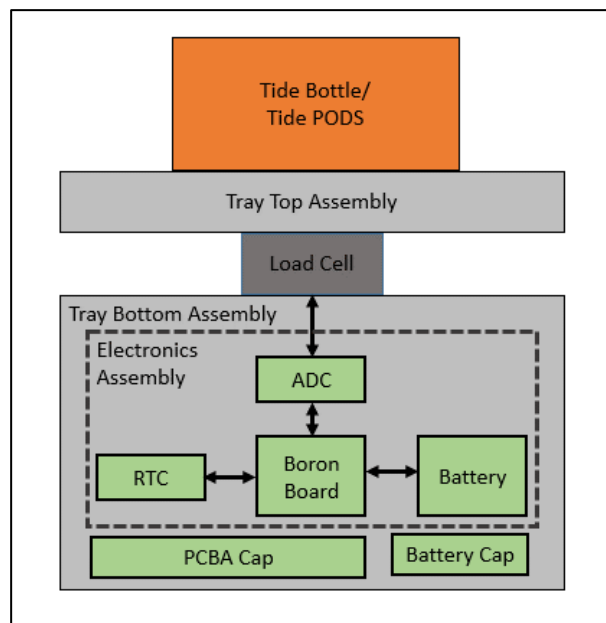 Tide Bottle/
Tide PODS
Tray Top Assembly
Load Cell
Tray Bottom Assembly
Electronics
Assembly
ADC
RTC
Boron
Board
Battery
PCBA Cap
Battery Cap